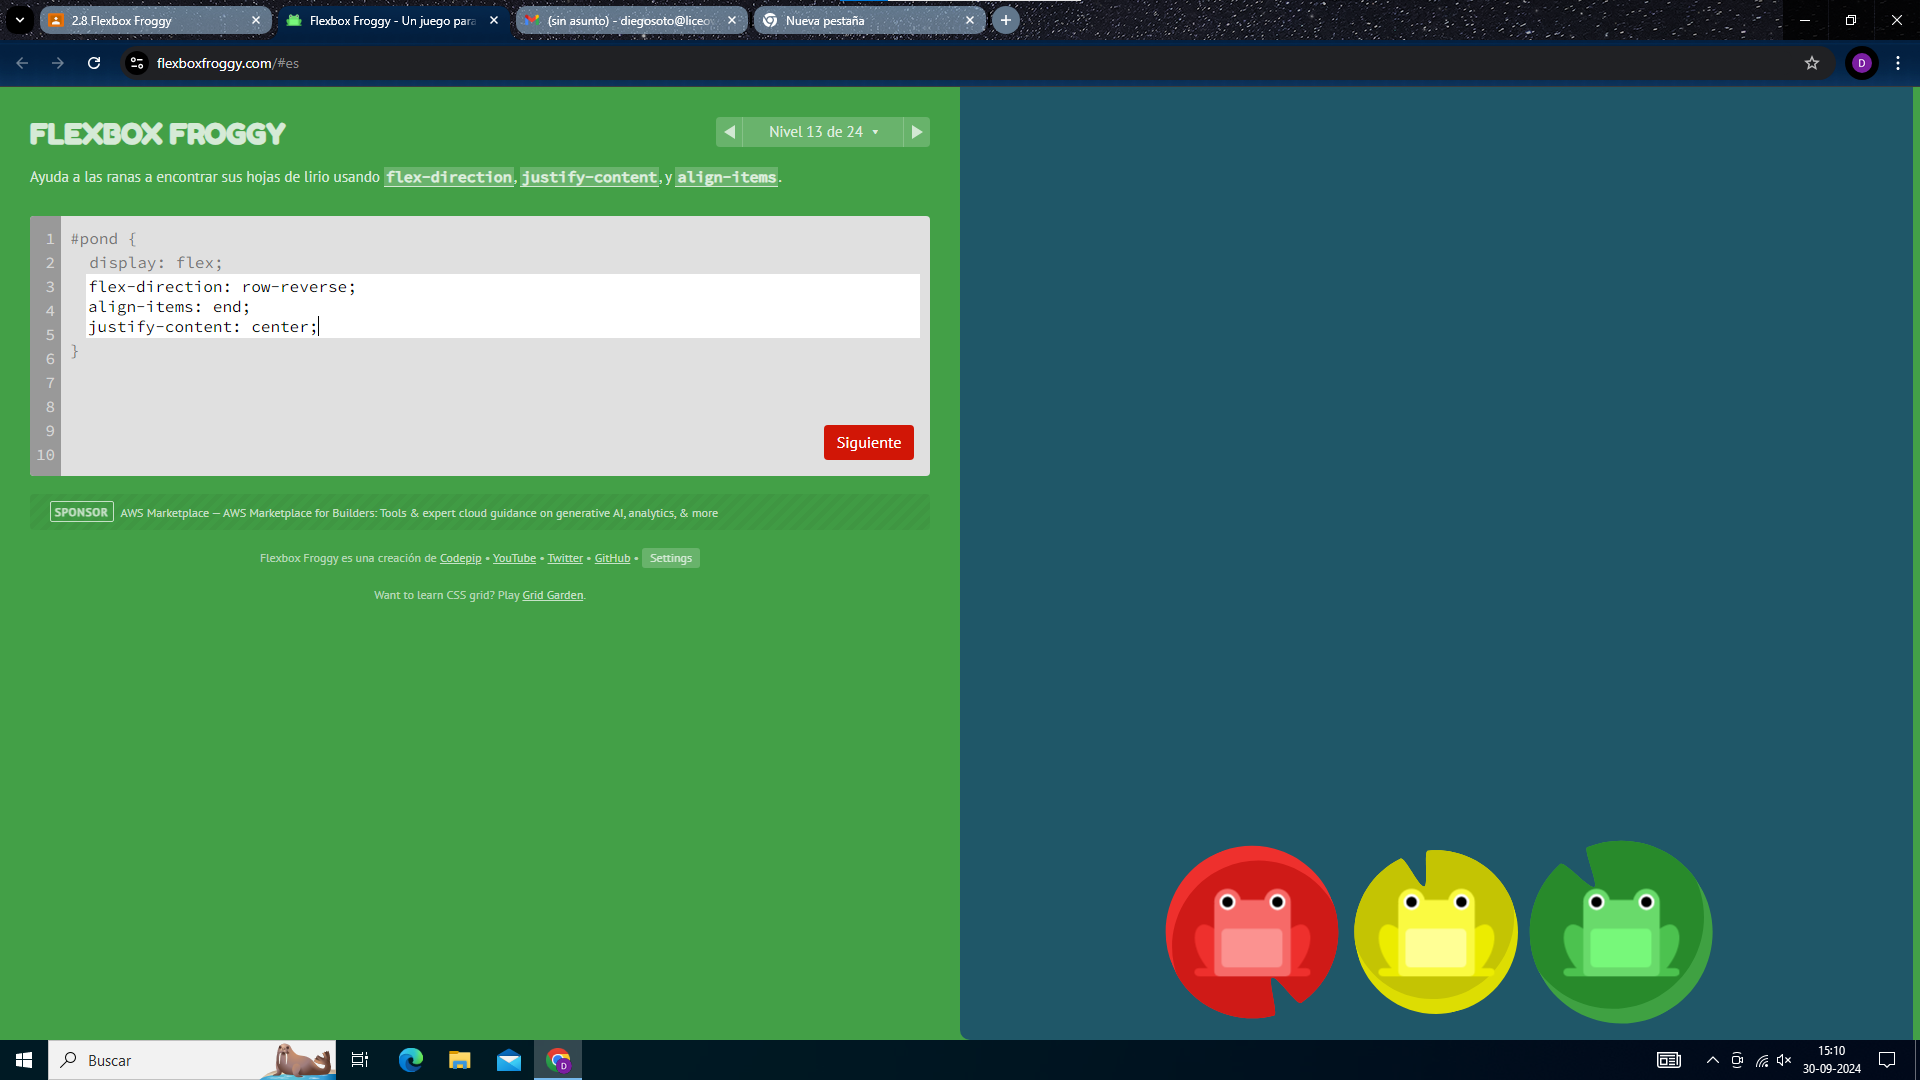 2.8 Flexbox Froggy
Flexbox Froggy - Un juego para
(sin asunto) - diegosoto@liceov
Nueva pestaña
flexboxfroggy.com/#es
D
FLEXBOX FROGGY
Nivel 13 de 24
Ayuda a las ranas a encontrar sus hojas de lirio usando flex-direction, justify-content, y align-items.
1 #pond {
2 display: flex;
3 flex-direction: row-reverse;
4 align-items: end;
5 justify-content: center;
6 }
7
8
9
10
Siguiente
SPONSOR AWS Marketplace — AWS Marketplace for Builders: Tools & expert cloud guidance on generative AI, analytics, & more
Flexbox Froggy es una creación de Codepip • YouTube • Twitter • GitHub • Settings
Want to learn CSS grid? Play Grid Garden.
Buscar
D
15:10
30-09-2024